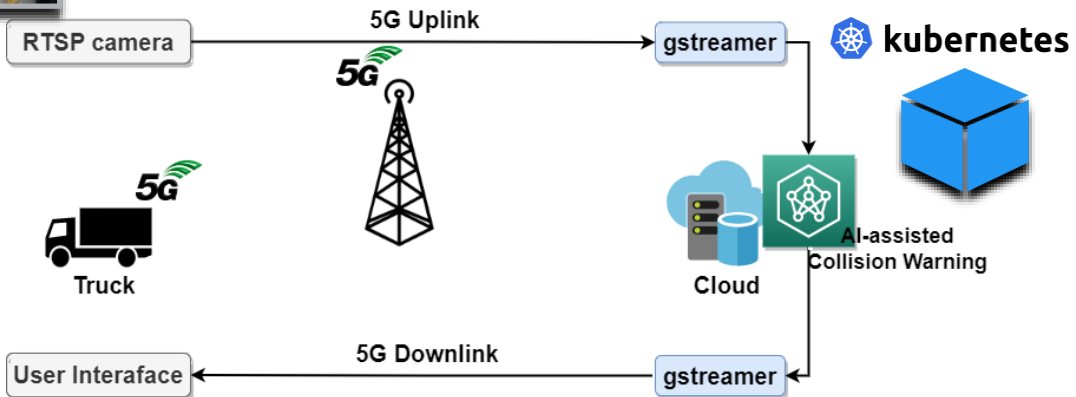 5G Uplink
RTSP camera
gstreamer
kubernetes
5G
5G
AI-assisted
Collision Warning
Truck
Cloud
5G Downlink
User Interaface
gstreamer